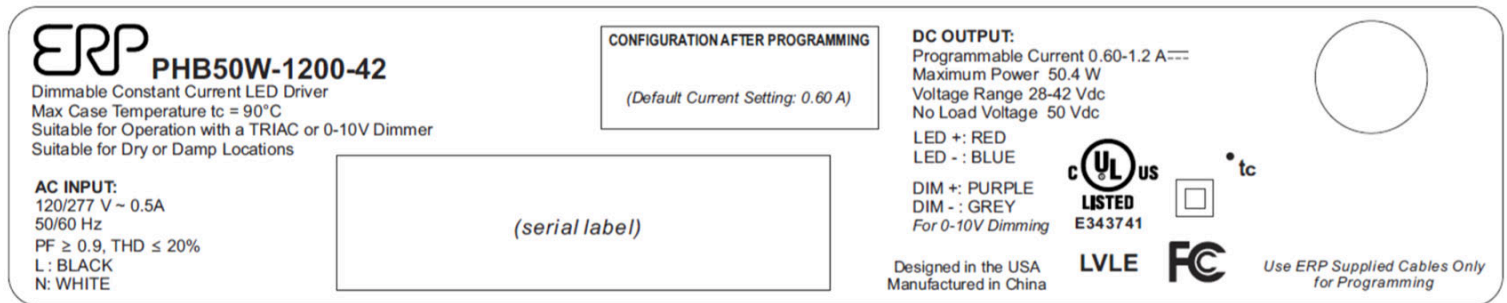 ERP PHB50W-1200-42
Dimmable Constant Current LED Driver
Max Case Temperature tc = 90°C
Suitable for Operation with a TRIAC or 0-10V Dimmer
Suitable for Dry or Damp Locations
AC INPUT:
120/277 V ~ 0.5A
50/60 Hz
PF ≥ 0.9, THD ≤ 20%
L : BLACK
N: WHITE
(serial label)
CONFIGURATION AFTER PROGRAMMING
(Default Current Setting: 0.60 A)
DC OUTPUT:
Programmable Current 0.60-1.2 A⎓
Maximum Power 50.4 W
Voltage Range 28-42 Vdc
No Load Voltage 50 Vdc
LED +: RED
LED - : BLUE
DIM +: PURPLE
DIM - : GREY
For 0-10V Dimming
C UL US
LISTED
E343741
tc
Designed in the USA
Manufactured in China
LVLE
FC
Use ERP Supplied Cables Only
for Programming